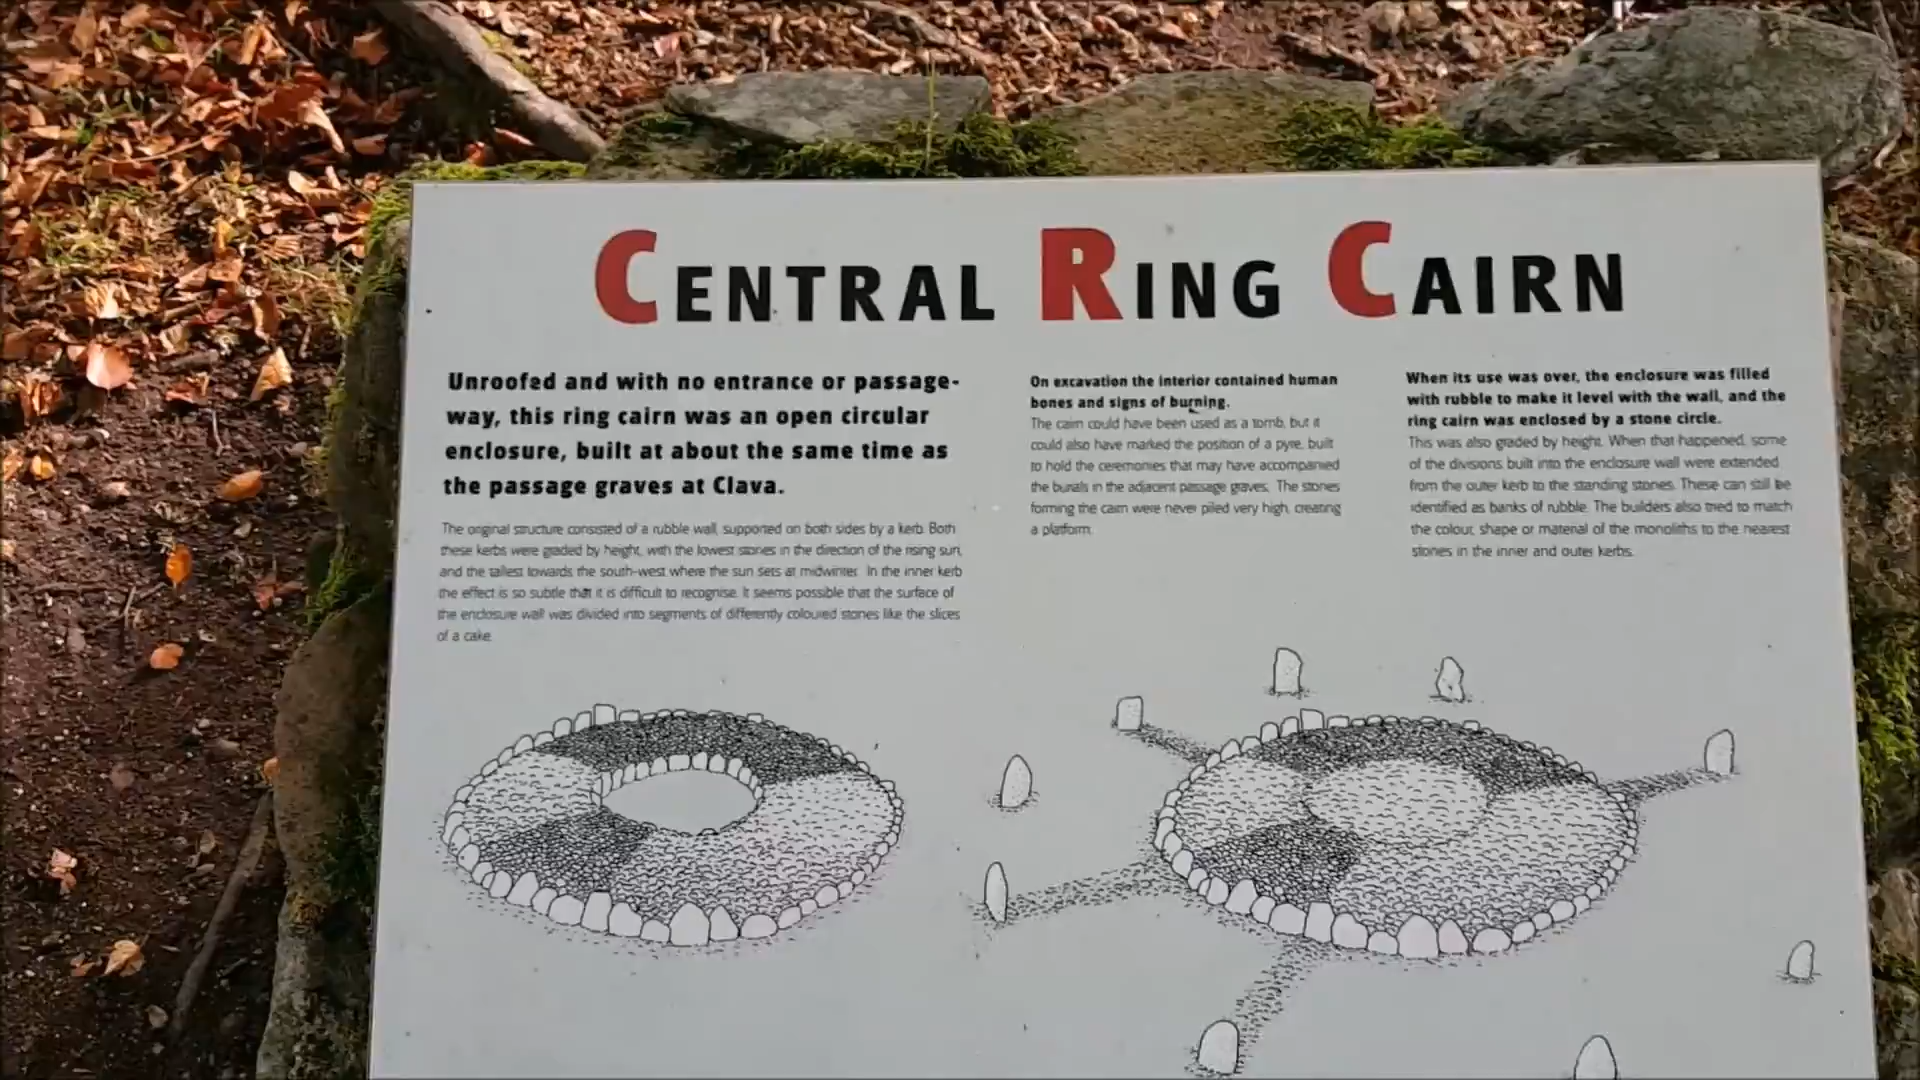 CENTRAL RING CAIRN
Unroofed and with no entrance or passage-
way, this ring cairn was an open circular
enclosure, built at about the same time as
the passage graves at Clava.
The original structure consisted of a rubble wall, supported on both sides by a kerb. Both
these kerbs were graded by height, with the lowest stones in the direction of the rising sun,
and the tallest towards the south-west where the sun sets at midwinter. In the inner kerb
the effect is so subtle that it is difficult to recognise. It seems possible that the surface of
the enclosure wall was divided into segments of differently coloured stones like the slices
of a cake.
On excavation the interior contained human
bones and signs of burning.
The cairn could have been used as a tomb, but it
could also have marked the position of a pyre, built
to hold the ceremonies that may have accompanied
the burials in the adjacent passage graves. The stones
forming the cairn were never piled very high, creating
a platform.
When its use was over, the enclosure was filled
with rubble to make it level with the wall, and the
ring cairn was enclosed by a stone circle.
This was also graded by height. When that happened, some
of the divisions built into the enclosure wall were extended
from the outer kerb to the standing stones. These can still be
identified as banks of rubble. The builders also tried to match
the colour, shape or material of the monoliths to the nearest
stones in the inner and outer kerbs.